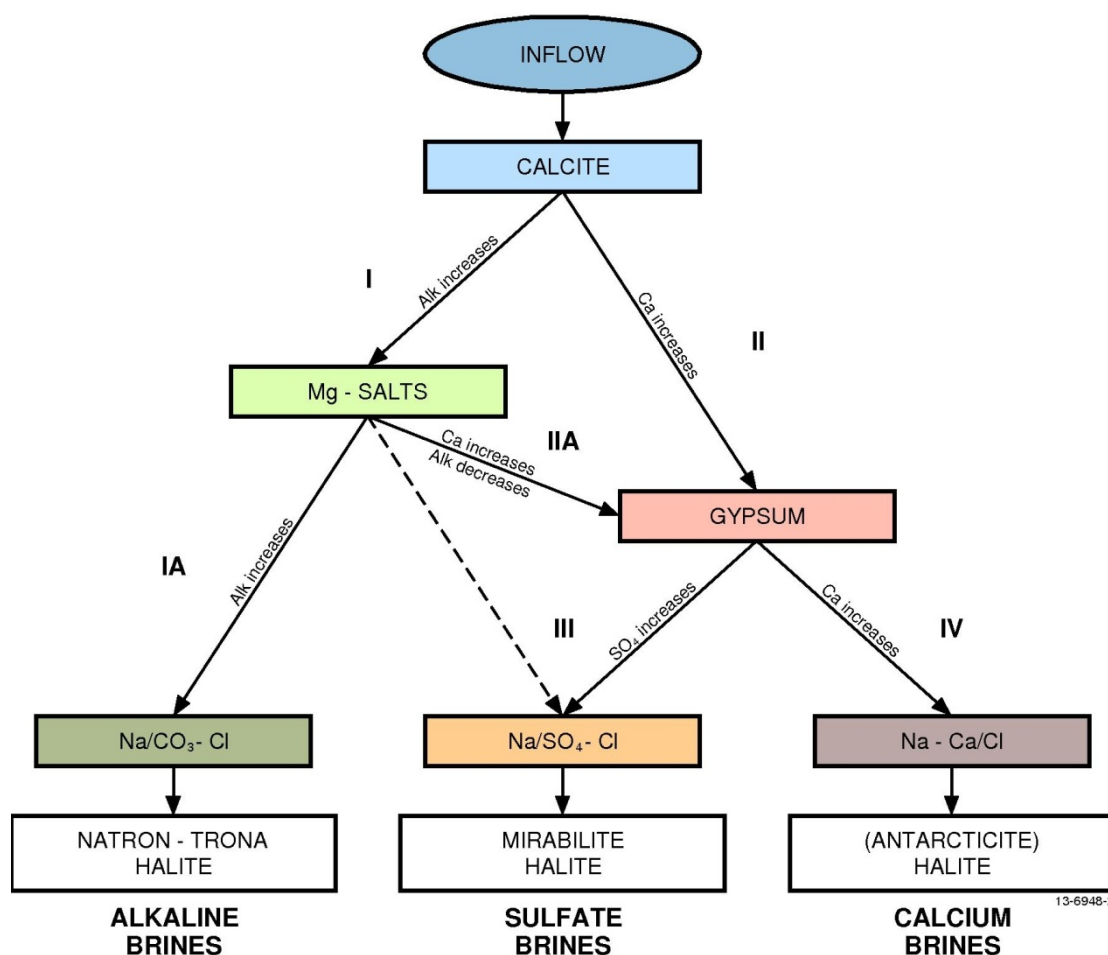 INFLOW
CALCITE
I
Alk increases
Ca increases
II
Mg - SALTS
IIA
Ca increases
Alk decreases
GYPSUM
IA
Alk increases
III
SO₄ increases
Ca increases
IV
Na/CO₃- Cl
Na/SO₄- Cl
Na - Ca/Cl
NATRON - TRONA
HALITE
MIRABILITE
HALITE
(ANTARCTICITE)
HALITE
13-6948-
ALKALINE
BRINES
SULFATE
BRINES
CALCIUM
BRINES